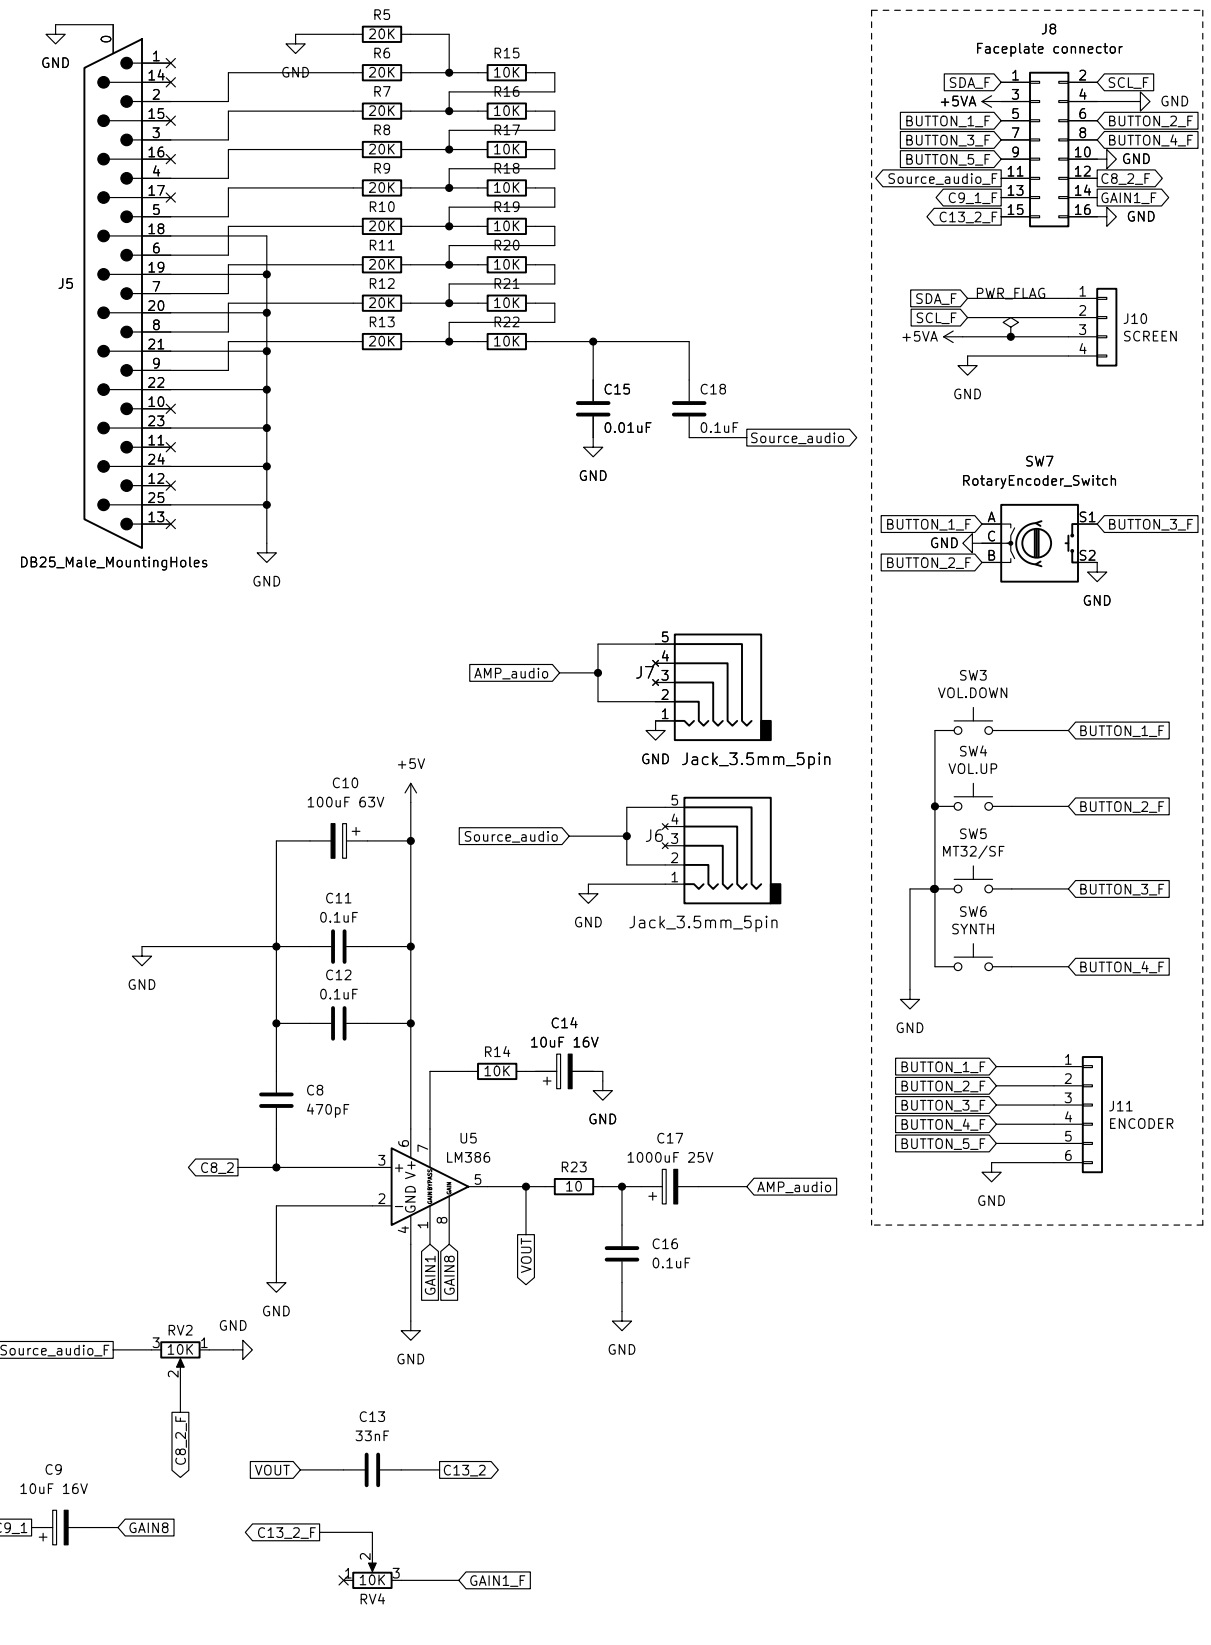 GND
0
J5
1
14
2
15
3
16
4
17
5
18
6
19
7
20
8
21
9
22
10
23
11
24
12
25
13
DB25_Male_MountingHoles
GND
GND
R5
20K
R6
20K
R7
20K
R8
20K
R9
20K
R10
20K
R11
20K
R12
20K
R13
20K
R15
10K
R16
10K
R17
10K
R18
10K
R19
10K
R20
10K
R21
10K
R22
10K
C15
0.01uF
GND
C18
0.1uF
Source_audio
J8
Faceplate connector
SDA_F 1 2 SCL_F
+5VA 3 4 GND
BUTTON_1_F 5 6 BUTTON_2_F
BUTTON_3_F 7 8 BUTTON_4_F
BUTTON_5_F 9 10 GND
Source_audio_F 11 12 C8_2_F
C9_1_F 13 14 GAIN1_F
C13_2_F 15 16 GND
SDA_F PWR_FLAG 1
SCL_F 2
+5VA 3
4
GND
J10
SCREEN
SW7
RotaryEncoder_Switch
BUTTON_1_F A S1 BUTTON_3_F
GND C
BUTTON_2_F B S2
GND
AMP_audio
J7
5
4
3
2
1
GND Jack_3.5mm_5pin
Source_audio
J6
5
4
3
2
1
GND
Jack_3.5mm_5pin
SW3
VOL.DOWN
BUTTON_1_F
SW4
VOL.UP
BUTTON_2_F
SW5
MT32/SF
BUTTON_3_F
SW6
SYNTH
BUTTON_4_F
GND
BUTTON_1_F 1
BUTTON_2_F 2
BUTTON_3_F 3
BUTTON_4_F 4
BUTTON_5_F 5
6
GND
J11
ENCODER
+5V
C10
100uF 63V
+
C11
0.1uF
GND
C12
0.1uF
C8
470pF
R14
10K
C14
10uF 16V
+
GND
U5
LM386
C8_2
3
2
6
7
5
4
1
8
+
−
V+
GND
BYPASS
GAIN
GAIN
GAIN1
GAIN8
GND
GND
VOUT
R23
10
C17
1000uF 25V
+
AMP_audio
C16
0.1uF
GND
Source_audio_F
RV2
3 10K 1
2
GND
C8_2_F
C13
33nF
VOUT
C13_2
C9
10uF 16V
C9_1
+
GAIN8
C13_2_F
2
1 10K 3
RV4
GAIN1_F